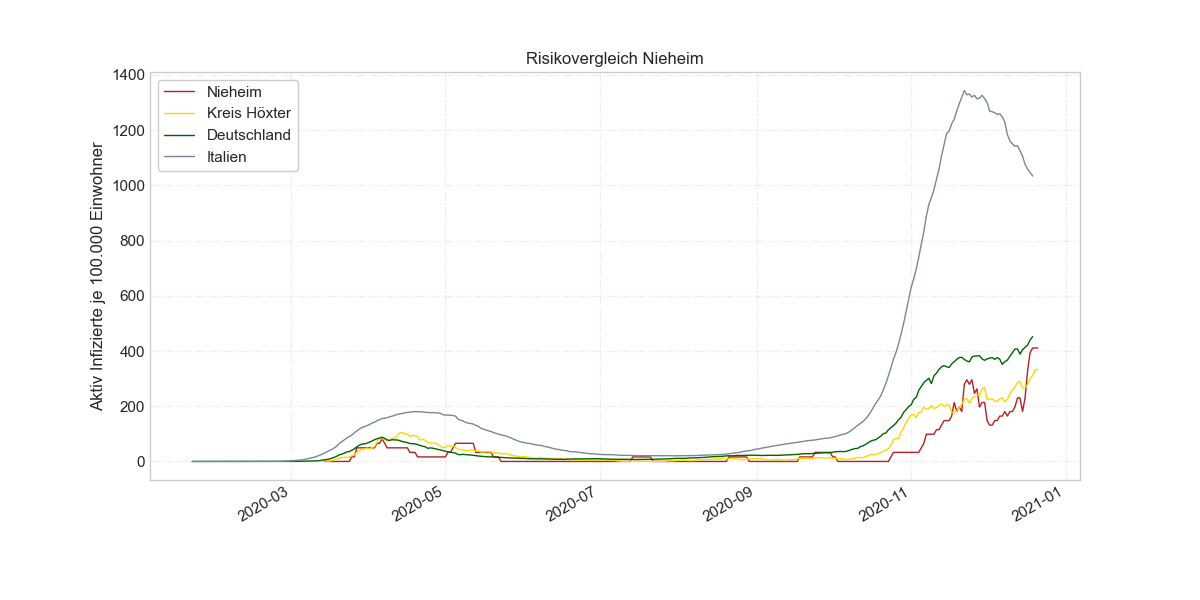 Risikovergleich Nieheim
Aktiv Infizierte je 100.000 Einwohner
1400
1200
1000
800
600
400
200
0
Nieheim
Kreis Höxter
Deutschland
Italien
2020-03
2020-05
2020-07
2020-09
2020-11
2021-01